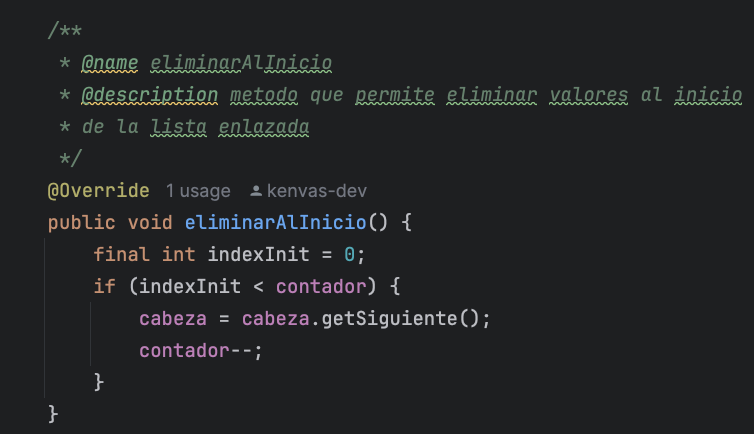 /**
 * @name eliminarAlInicio
 * @description metodo que permite eliminar valores al inicio
 * de la lista enlazada
 */
@Override 1 usage kenvas-dev
public void eliminarAlInicio() {
    final int indexInit = 0;
    if (indexInit < contador) {
        cabeza = cabeza.getSiguiente();
        contador--;
    }
}